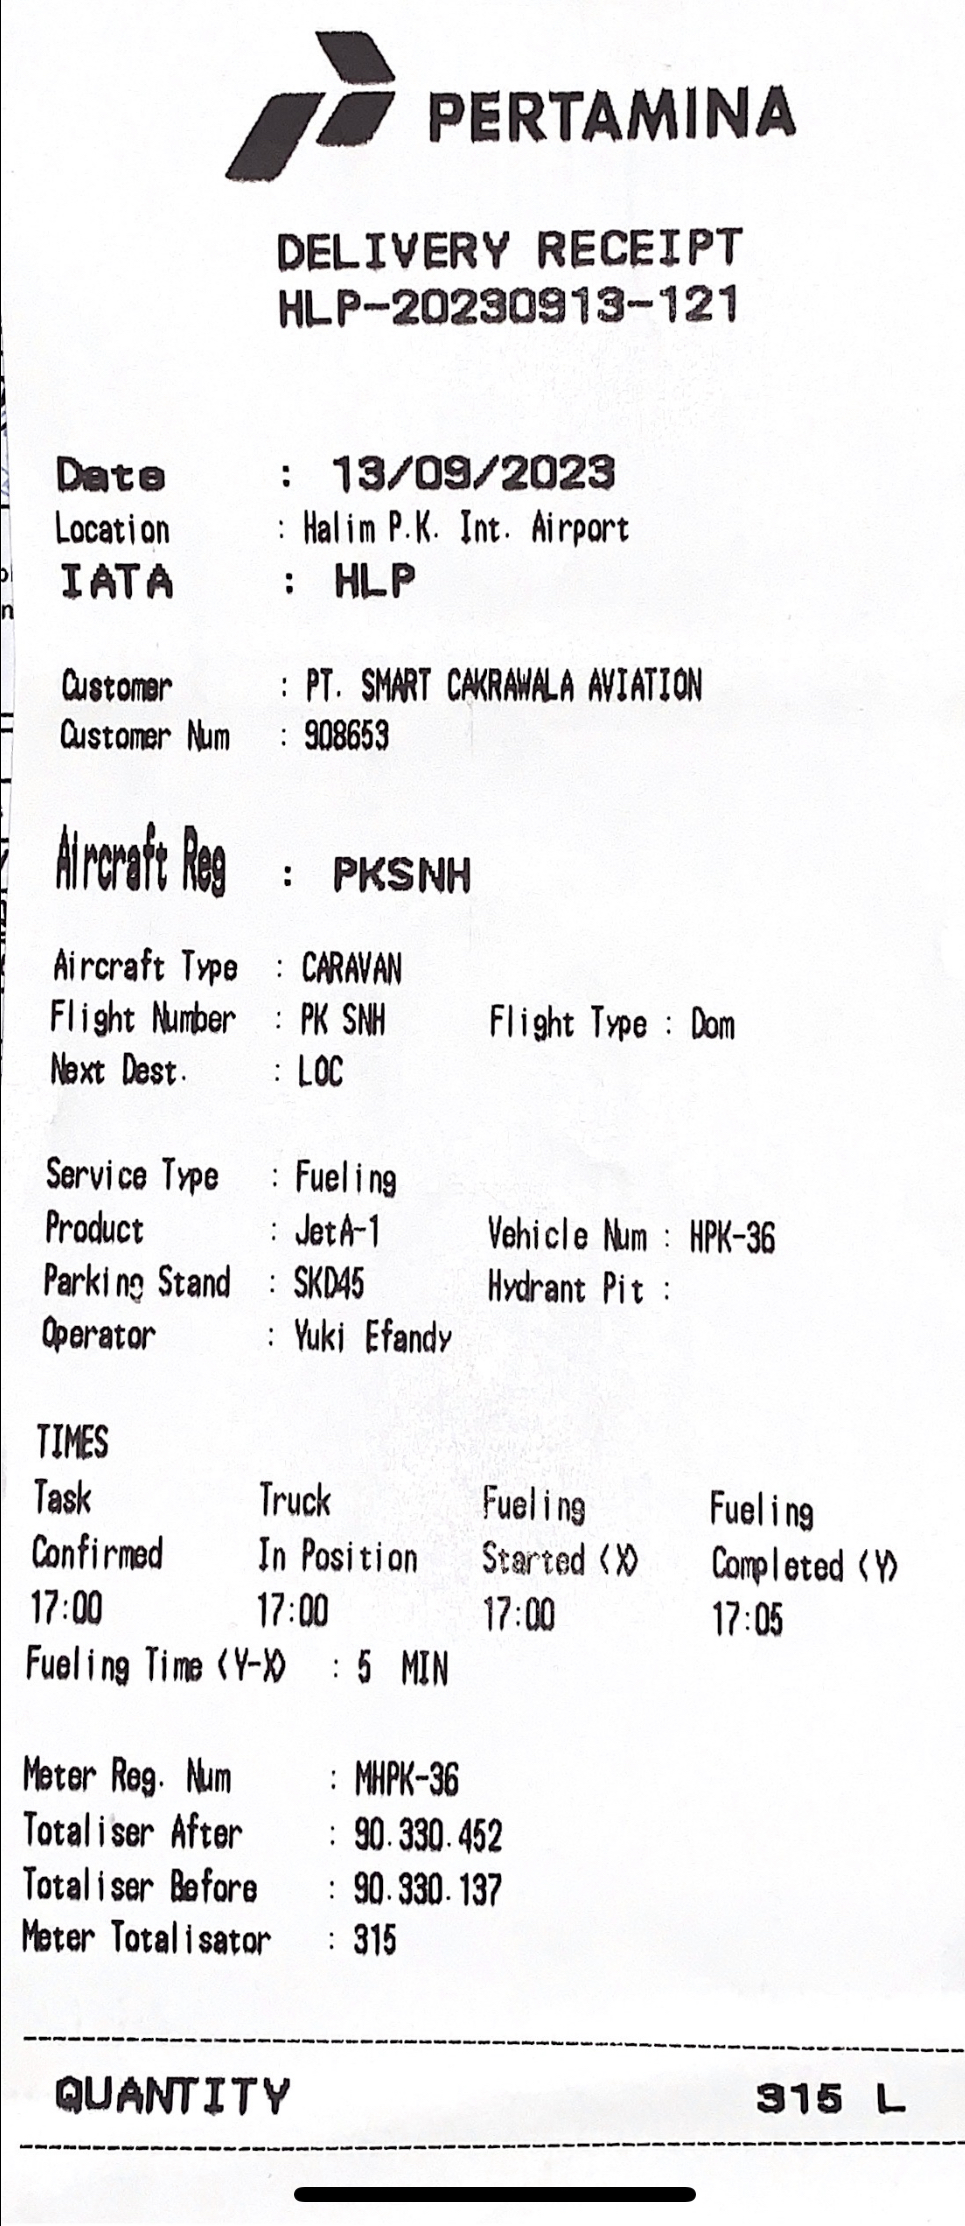 PERTAMINA
DELIVERY RECEIPT
HLP-20230913-121
Date : 13/09/2023
Location : Halim P.K. Int. Airport
IATA : HLP
Customer : PT. SMART CAKRAWALA AVIATION
Customer Num : 908653
Aircraft Reg : PKSNH
Aircraft Type : CARAVAN
Flight Number : PK SNH Flight Type : Dom
Next Dest. : LOC
Service Type : Fueling
Product : JetA-1 Vehicle Num : HPK-36
Parking Stand : SKD45 Hydrant Pit :
Operator : Yuki Efandy
TIMES
Task Truck Fueling Fueling
Confirmed In Position Started (X) Completed (Y)
17:00 17:00 17:00 17:05
Fueling Time (Y-X) : 5 MIN
Meter Reg. Num : MHPK-36
Totaliser After : 90.330.452
Totaliser Before : 90.330.137
Meter Totalisator : 315
QUANTITY 315 L